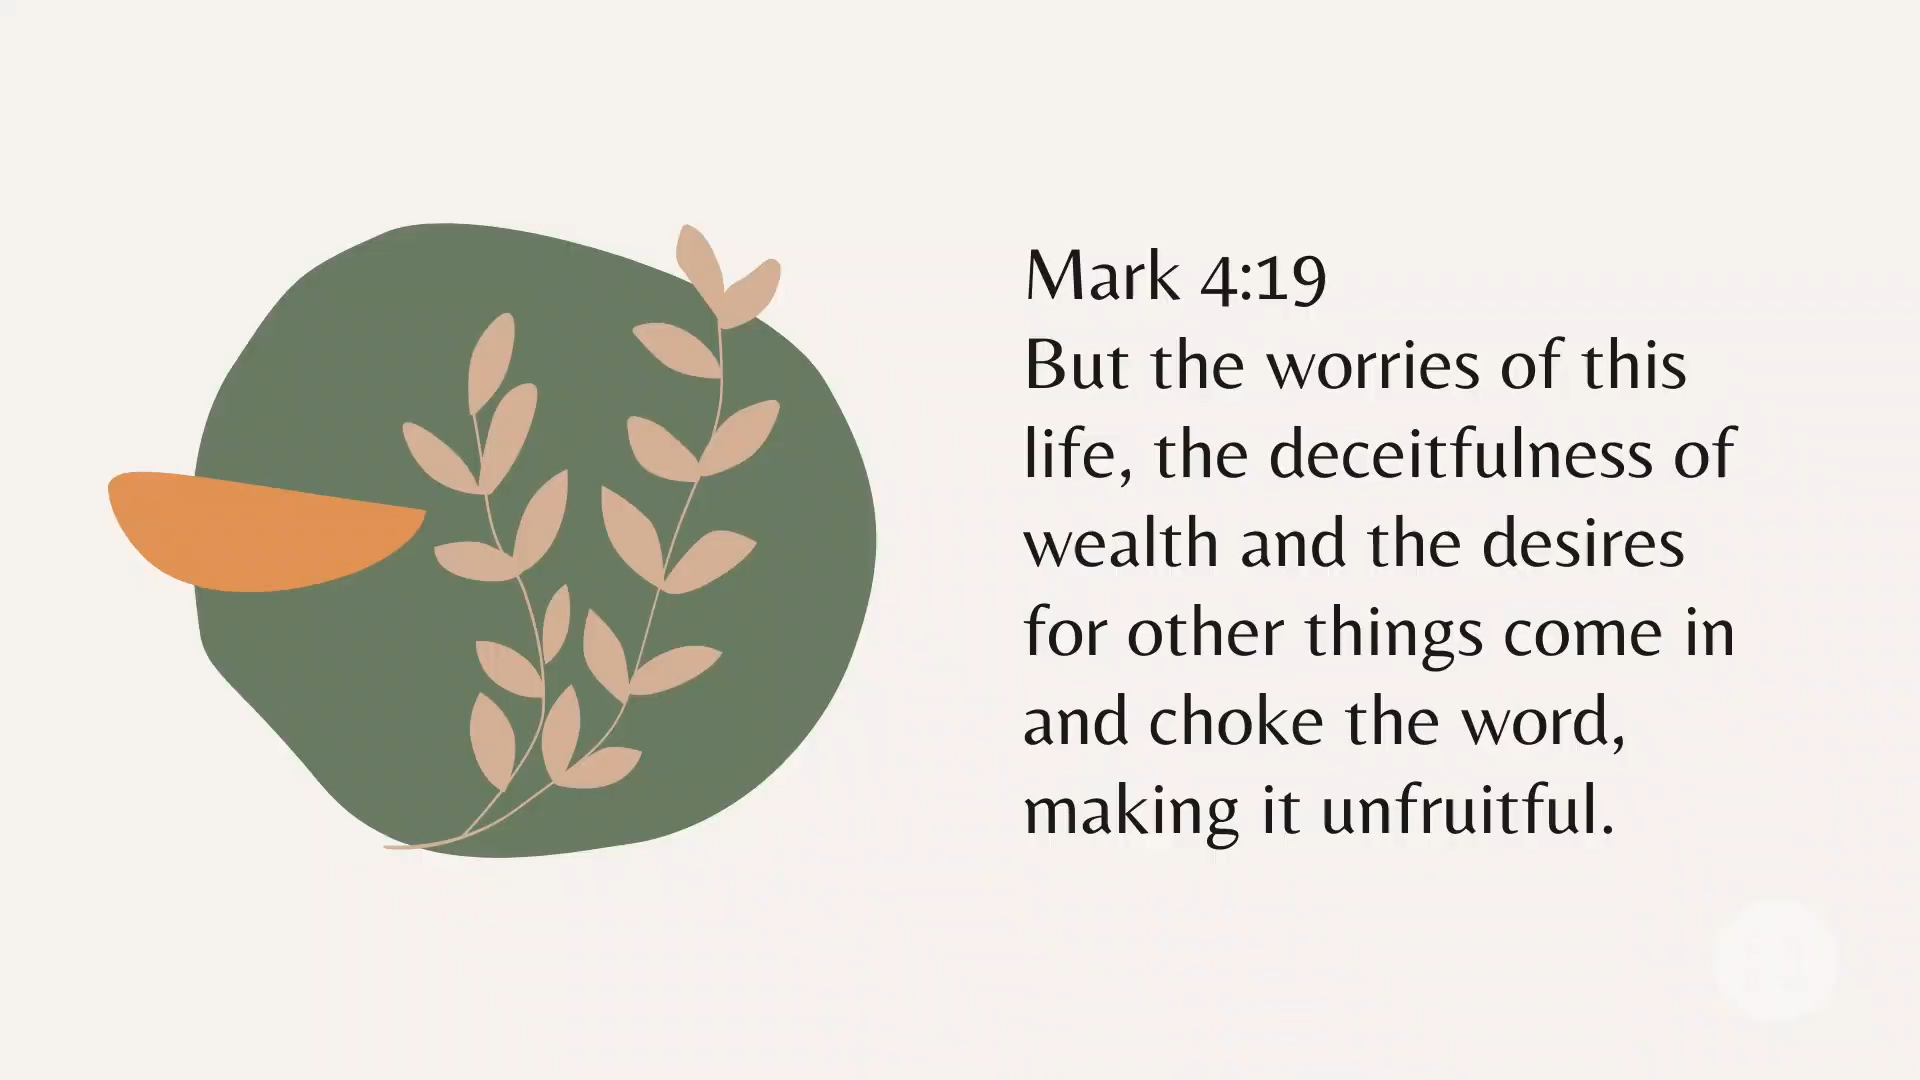 Mark 4:19
But the worries of this
life, the deceitfulness of
wealth and the desires
for other things come in
and choke the word,
making it unfruitful.